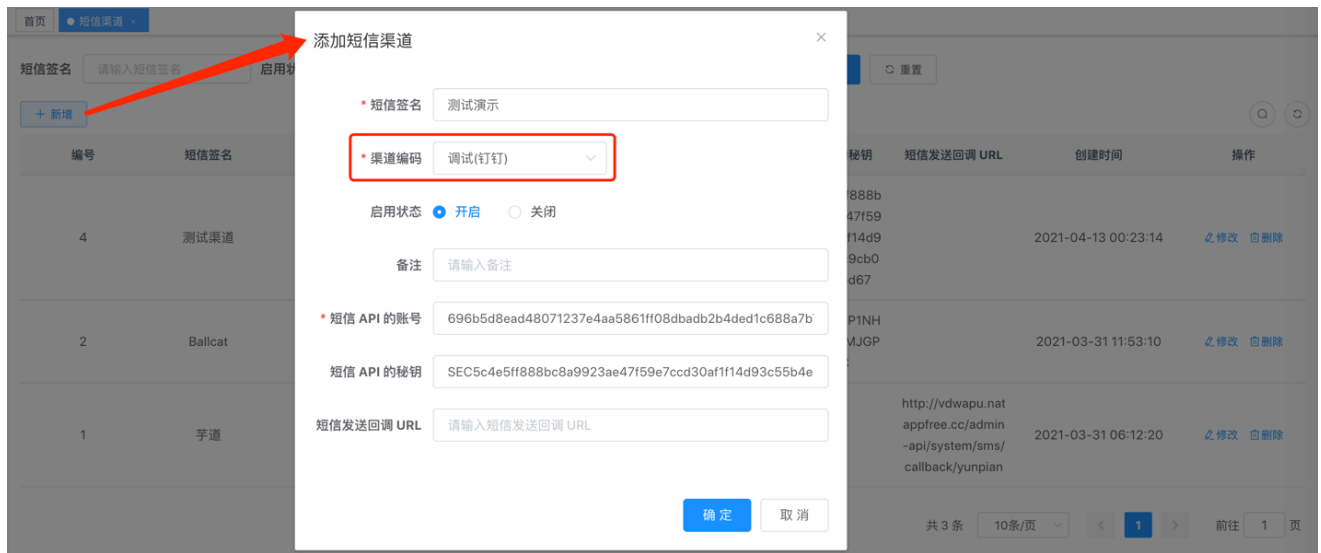 首页
短信渠道 ×
添加短信渠道
短信签名
请输入短信签名
启用状
重置
+ 新增
* 短信签名
测试演示
* 渠道编码
调试(钉钉)
启用状态
开启
关闭
备注
请输入备注
* 短信 API 的账号
696b5d8ead48071237e4aa5861ff08dbadb2b4ded1c688a7b
短信 API 的秘钥
SEC5c4e5ff888bc8a9923ae47f59e7ccd30af1f14d93c55b4e
短信发送回调 URL
请输入短信发送回调 URL
确 定
取 消
编号
短信签名
秘钥
短信发送回调 URL
创建时间
操作
4
测试渠道
f888b
47f59
f14d9
9cb0
d67
2021-04-13 00:23:14
修改
删除
2
Ballcat
P1NH
MJGP
2021-03-31 11:53:10
修改
删除
1
芋道
http://vdwapu.nat
appfree.cc/admin
-api/system/sms/
callback/yunpian
2021-03-31 06:12:20
修改
删除
共 3 条
10条/页
1
前往
1
页